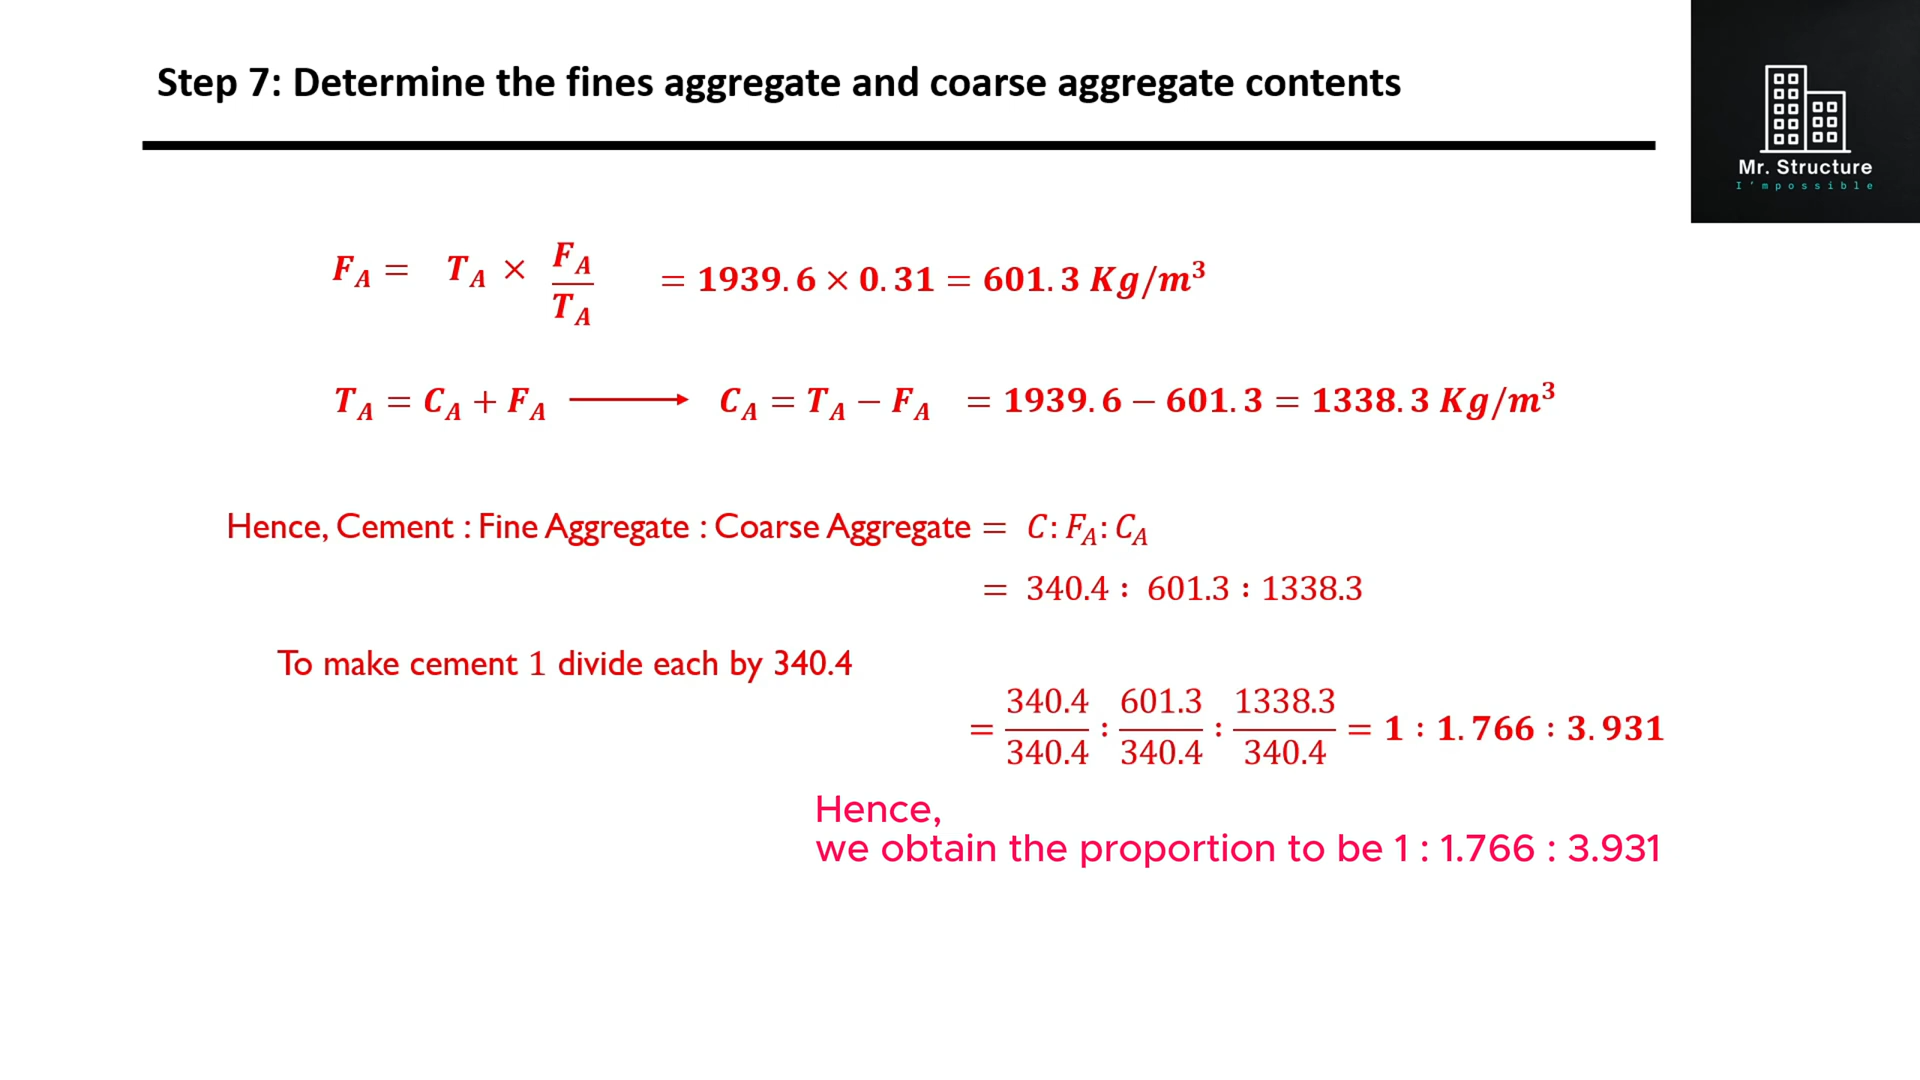 Step 7: Determine the fines aggregate and coarse aggregate contents
Mr. Structure
I'mpossible
F_A = T_A × F_A/T_A = 1939.6 × 0.31 = 601.3 Kg/m³
T_A = C_A + F_A ⟶ C_A = T_A − F_A = 1939.6 − 601.3 = 1338.3 Kg/m³
Hence, Cement : Fine Aggregate : Coarse Aggregate = C : F_A : C_A
= 340.4 : 601.3 : 1338.3
To make cement 1 divide each by 340.4
= 340.4/340.4 : 601.3/340.4 : 1338.3/340.4 = 1 : 1.766 : 3.931
Hence,
we obtain the proportion to be 1 : 1.766 : 3.931